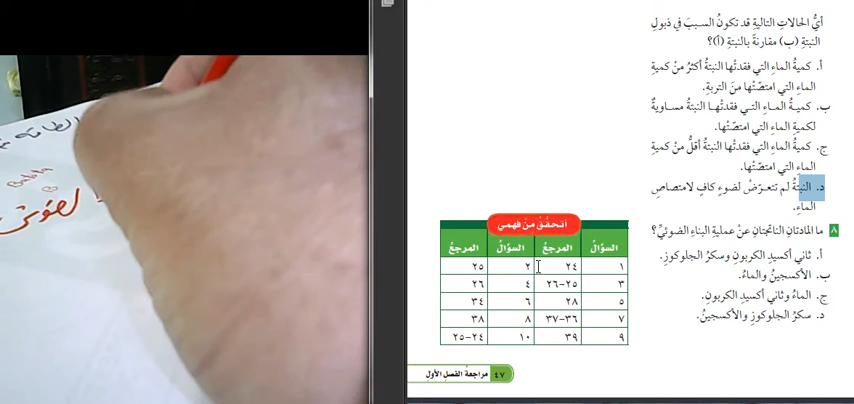 أيُّ الحالاتِ التاليةِ قد تكونُ السببَ في ذبولِ
النبتةِ (ب) مقارنةً بالنبتةِ (أ)؟
أ. كميةُ الماءِ التي فقدتْها النبتةُ أكثرُ منْ كميةِ
الماءِ التي امتصّتْها منَ التربةِ.
ب. كميةُ الماءِ التي فقدتْها النبتةُ مساويةٌ
لكميةِ الماءِ التي امتصّتْها.
ج. كميةُ الماءِ التي فقدتْها النبتةُ أقلُّ منْ كميةِ
الماءِ التي امتصّتْها.
د. النبتةُ لم تتعرّضْ لضوءٍ كافٍ لامتصاصِ
الماءِ.
٨ ما المادتانِ الناتجتانِ عنْ عمليةِ البناءِ الضوئيِّ؟
أ. ثاني أكسيدِ الكربونِ وسكرُ الجلوكوزِ.
ب. الأكسجينُ والماءُ.
ج. الماءُ وثاني أكسيدِ الكربونِ.
د. سكرُ الجلوكوزِ والأكسجينُ.
أتحقّقُ منْ فهمي
السؤالُ المرجعُ السؤالُ المرجعُ
١ ٢٤ ٢ ٢٥
٣ ٢٥-٢٦ ٤ ٢٦
٥ ٢٨ ٦ ٣٤
٧ ٣٦-٣٧ ٨ ٣٨
٩ ٣٩ ١٠ ٢٤-٢٥
٤٧ مراجعةُ الفصلِ الأولِ
الطاقة